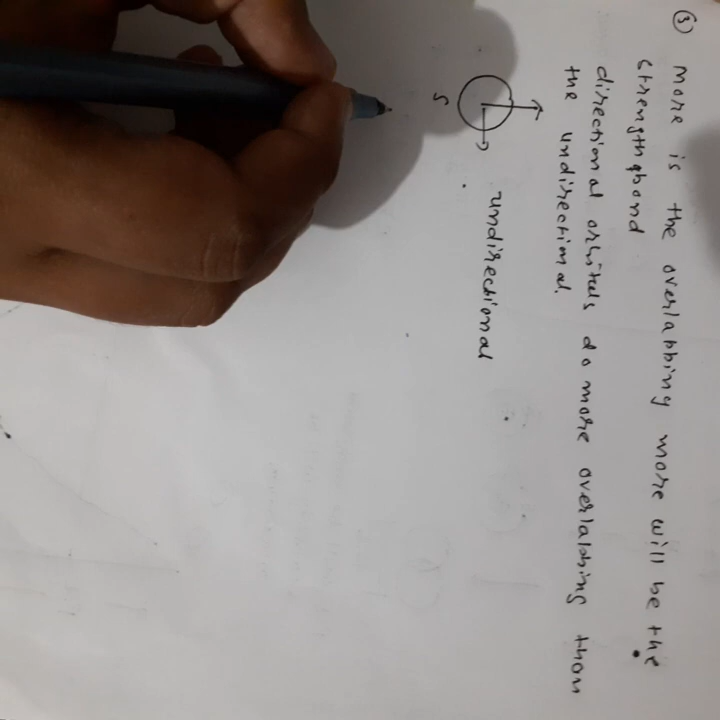 ③ more is the overlapping more will be the
strength bond
directional orbitals do more overlapping than
the undirectional.
undirectional
s